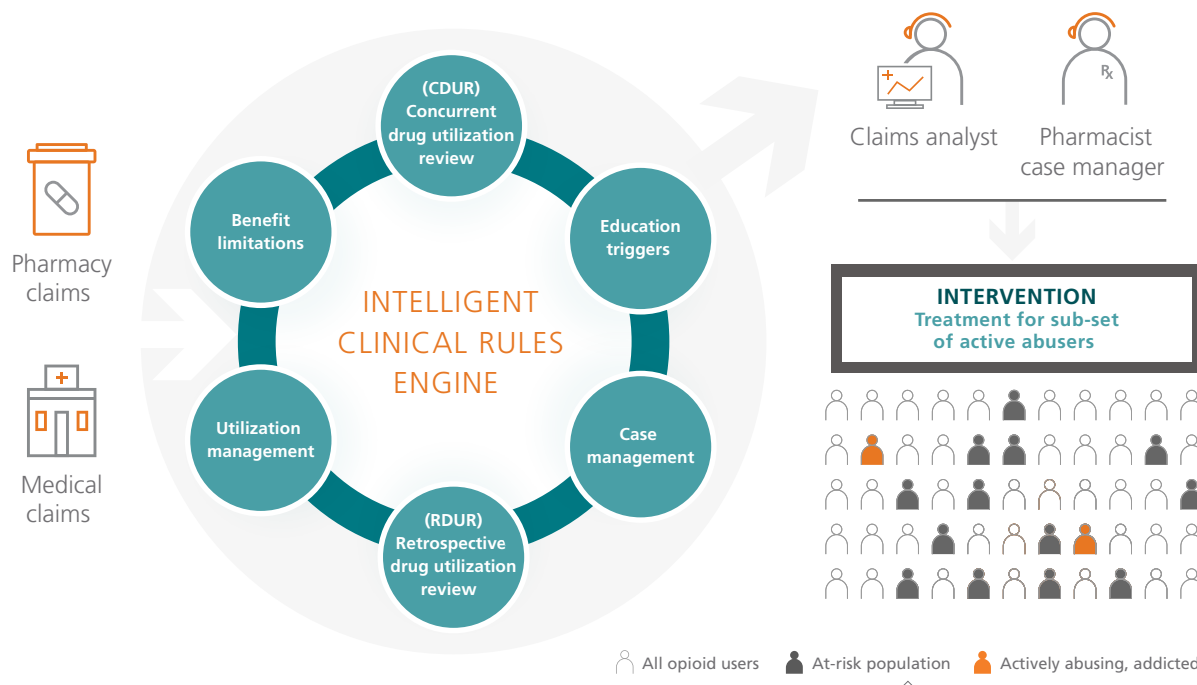 Pharmacy
claims
Medical
claims
(CDUR)
Concurrent
drug utilization
review
Benefit
limitations
Education
triggers
INTELLIGENT
CLINICAL RULES
ENGINE
Utilization
management
Case
management
(RDUR)
Retrospective
drug utilization
review
Claims analyst
Rx
Pharmacist
case manager
INTERVENTION
Treatment for sub-set
of active abusers
All opioid users
At-risk population
Actively abusing, addicted